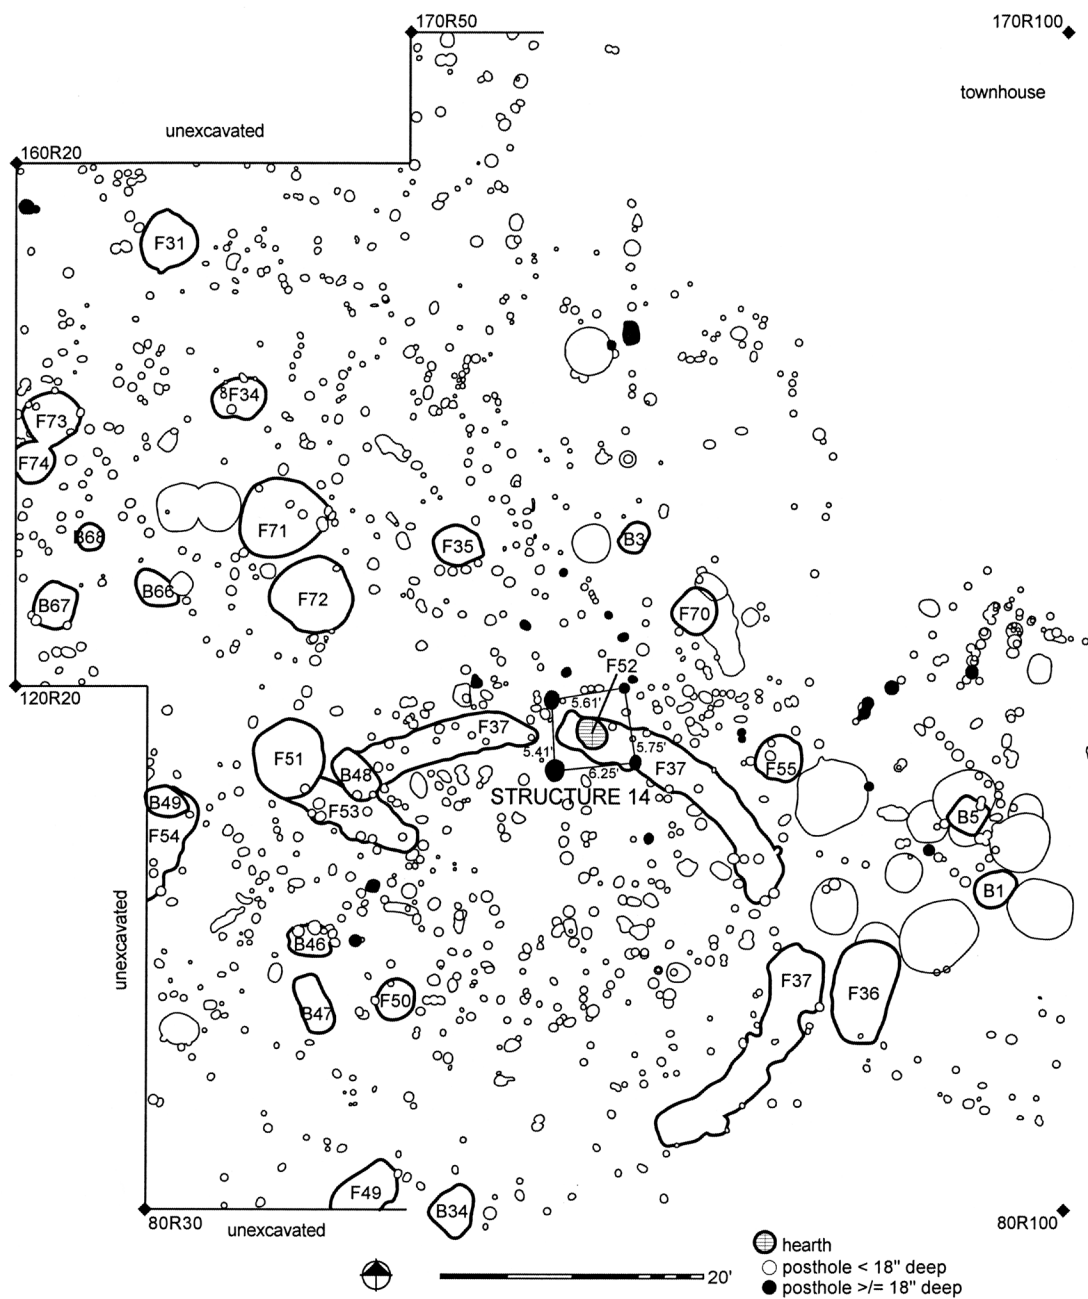 170R50
170R100
townhouse
unexcavated
160R20
F31
F34
F73
F74
F71
F35
B3
B68
B66
B67
F72
F70
F52
120R20
5.61'
F37
5.41'
5.75'
F37
6.25'
F51
B48
F55
STRUCTURE 14
B49
F53
F54
B5
B1
unexcavated
B46
F37
F36
F50
B47
F49
B34
80R30
80R100
unexcavated
hearth
posthole < 18" deep
20'
posthole >/= 18" deep